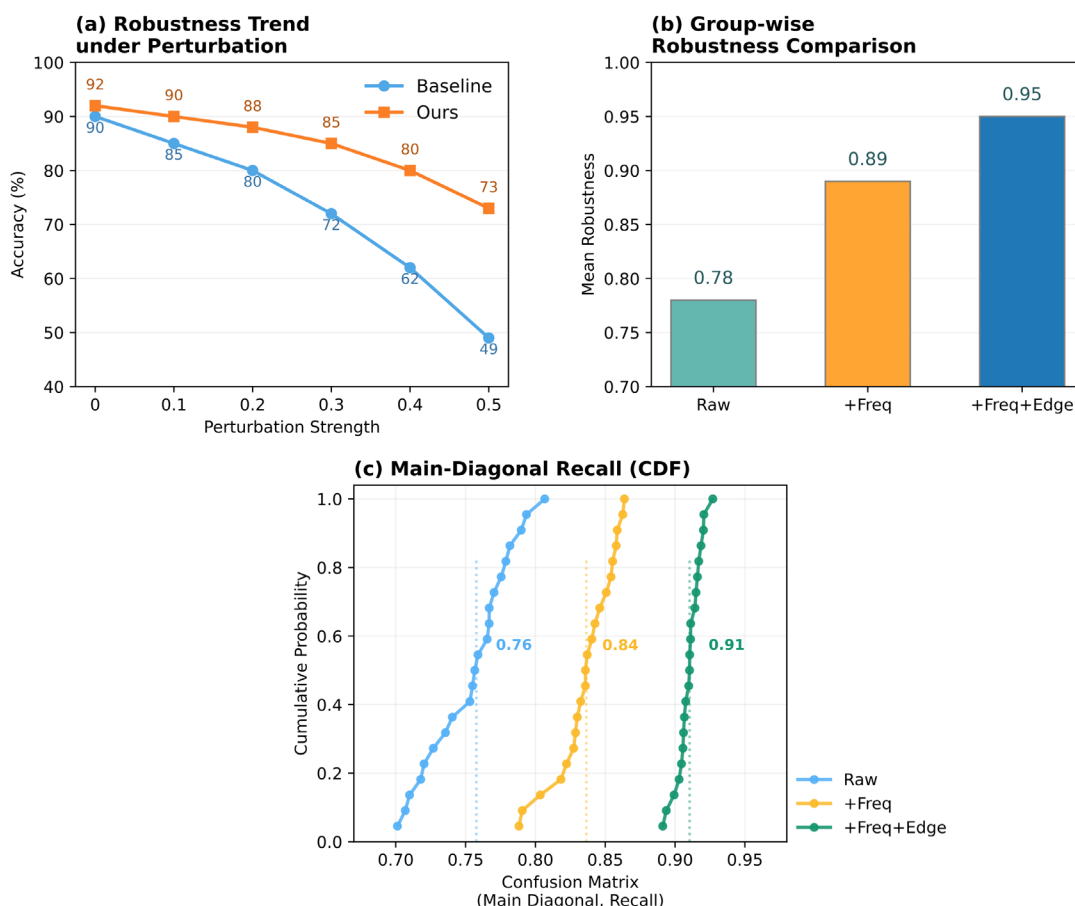 (a) Robustness Trend
under Perturbation
100
90
80
70
60
50
40
Accuracy (%)
92
90
88
85
80
73
90
85
80
72
62
49
Baseline
Ours
0 0.1 0.2 0.3 0.4 0.5
Perturbation Strength
(b) Group-wise
Robustness Comparison
1.00
0.95
0.90
0.85
0.80
0.75
0.70
Mean Robustness
0.78
0.89
0.95
Raw +Freq +Freq+Edge
(c) Main-Diagonal Recall (CDF)
1.0
0.8
0.6
0.4
0.2
0.0
Cumulative Probability
0.76 0.84 0.91
0.70 0.75 0.80 0.85 0.90 0.95
Confusion Matrix
(Main Diagonal, Recall)
Raw
+Freq
+Freq+Edge